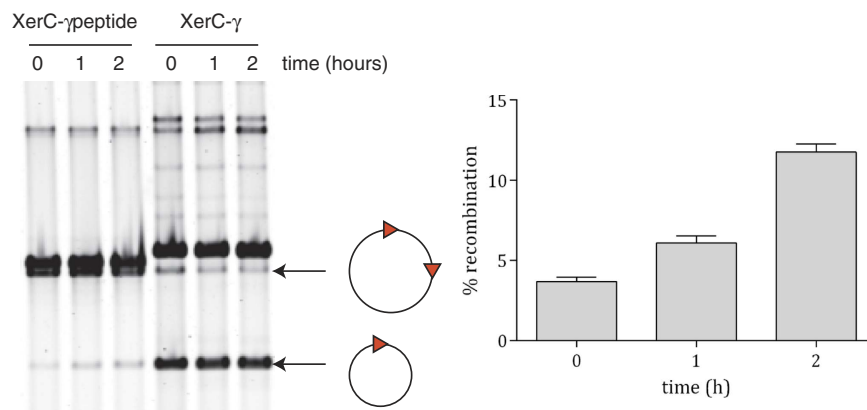 XerC-γpeptide XerC-γ
0 1 2 0 1 2 time (hours)
% recombination
15
10
5
0
0 1 2
time (h)